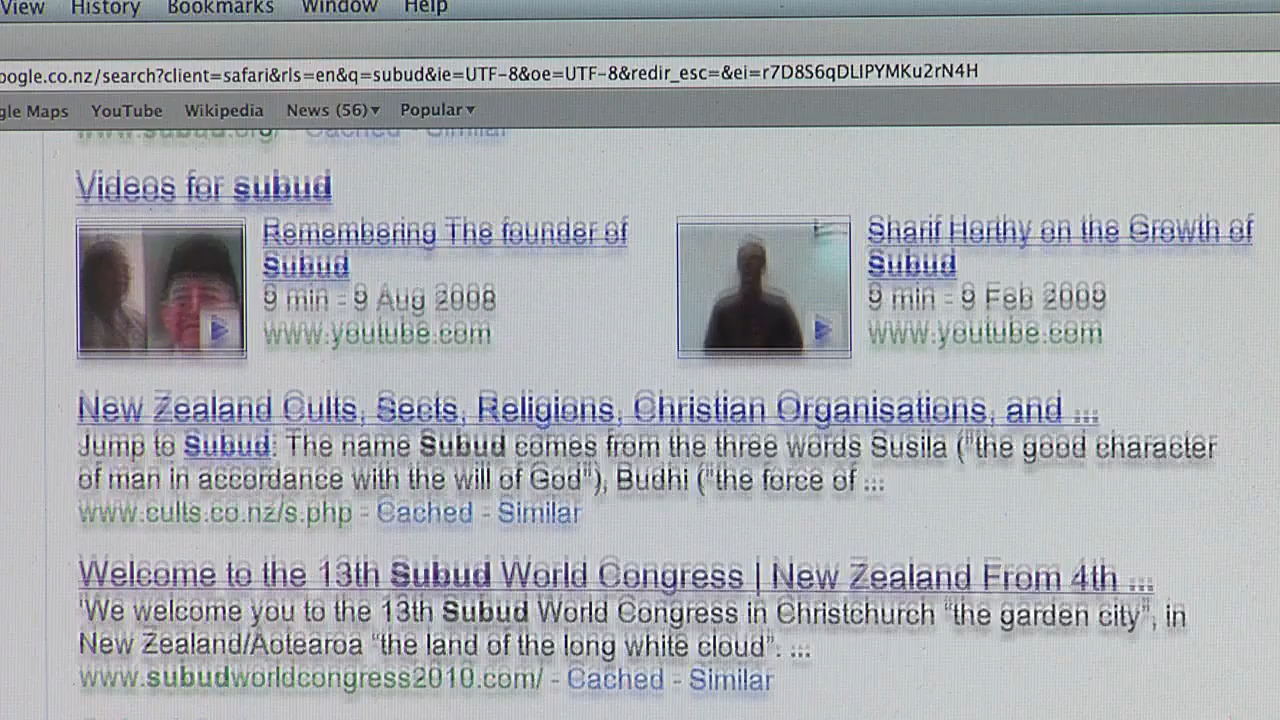 View History Bookmarks Window Help
oogle.co.nz/search?client=safari&rls=en&q=subud&ie=UTF-8&oe=UTF-8&redir_esc=&ei=r7D8S6qDLIPYMKu2rN4H
gle Maps YouTube Wikipedia News (56)▾ Popular▾
www.subud.org/ - Cached - Similar
Videos for subud
Remembering The founder of
Subud
9 min - 9 Aug 2008
www.youtube.com
Sharif Horthy on the Growth of
Subud
9 min - 9 Feb 2009
www.youtube.com
New Zealand Cults, Sects, Religions, Christian Organisations, and ...
Jump to Subud: The name Subud comes from the three words Susila ("the good character
of man in accordance with the will of God"), Budhi ("the force of ...
www.cults.co.nz/s.php - Cached - Similar
Welcome to the 13th Subud World Congress | New Zealand From 4th ...
'We welcome you to the 13th Subud World Congress in Christchurch “the garden city”, in
New Zealand/Aotearoa “the land of the long white cloud”. ...
www.subudworldcongress2010.com/ - Cached - Similar